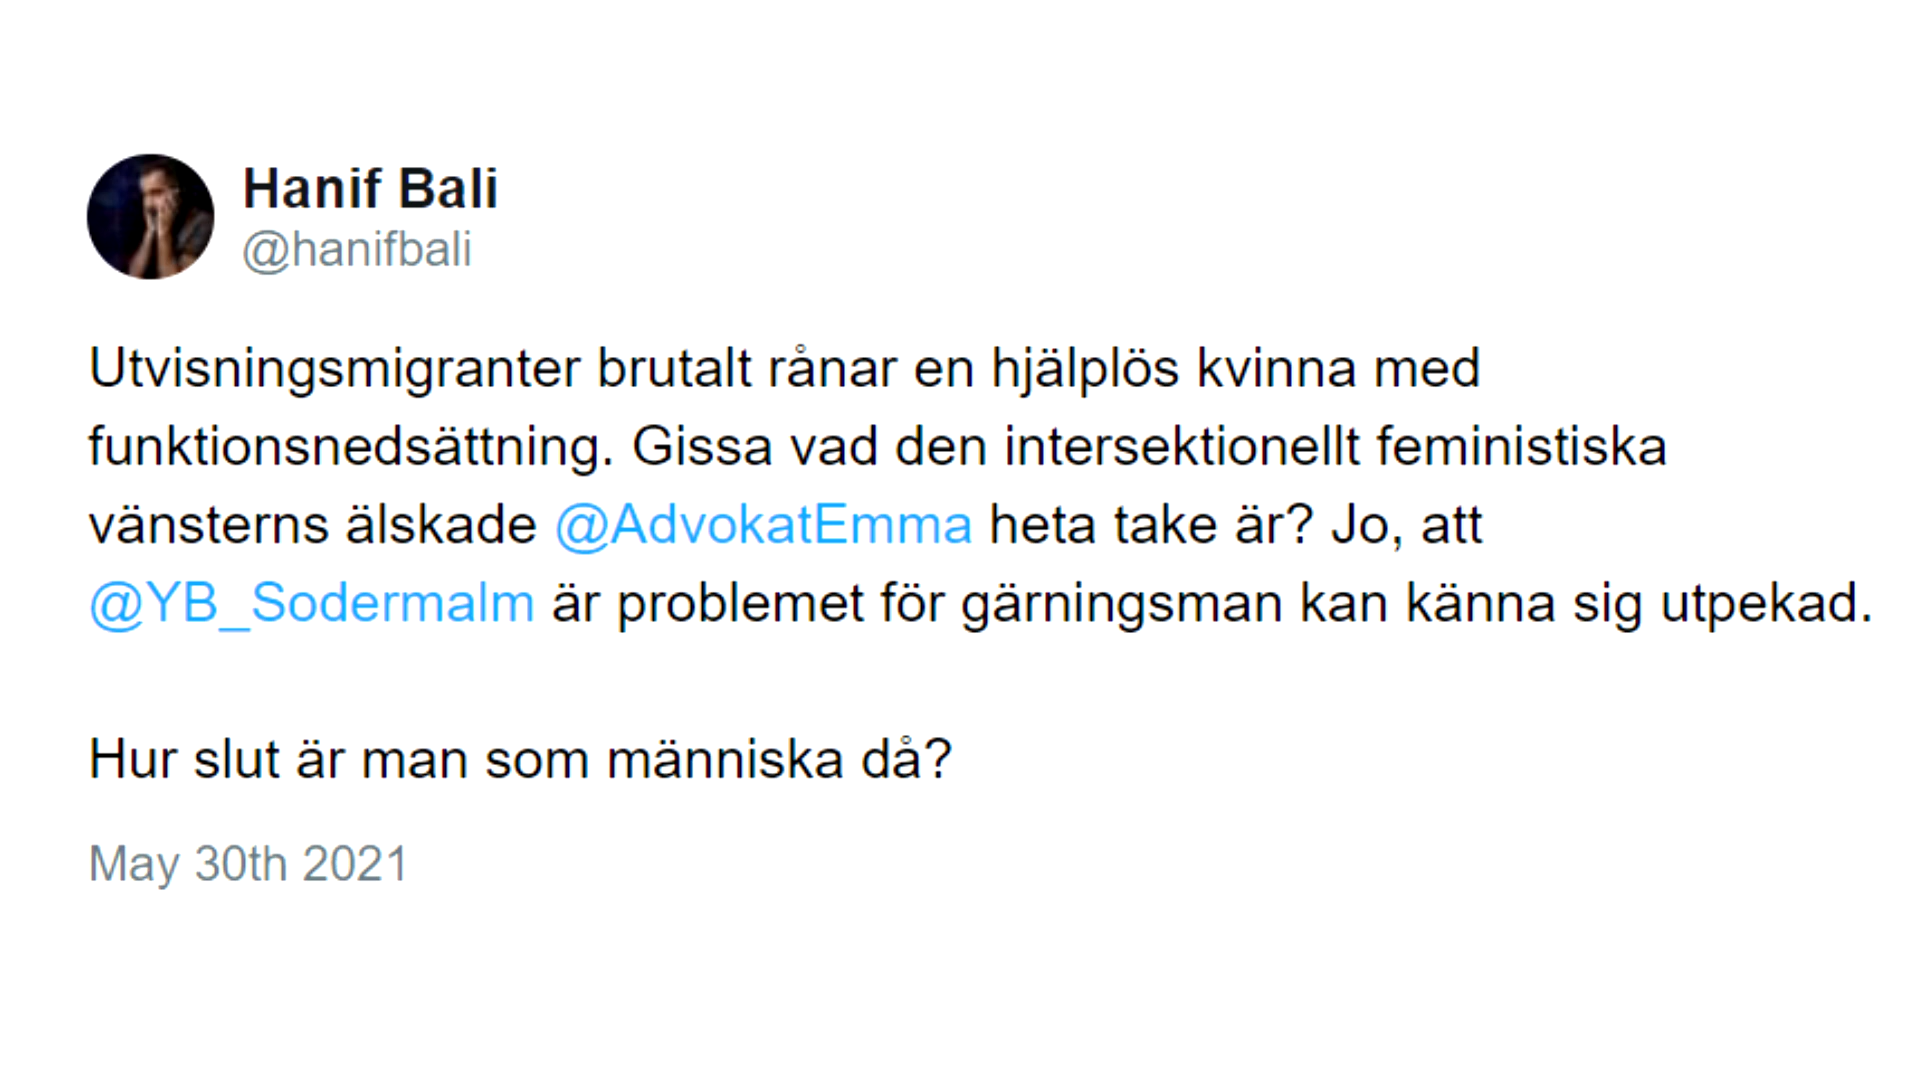 Hanif Bali
@hanifbali
Utvisningsmigranter brutalt rånar en hjälplös kvinna med
funktionsnedsättning. Gissa vad den intersektionellt feministiska
vänsterns älskade @AdvokatEmma heta take är? Jo, att
@YB_Sodermalm är problemet för gärningsman kan känna sig utpekad.
Hur slut är man som människa då?
May 30th 2021